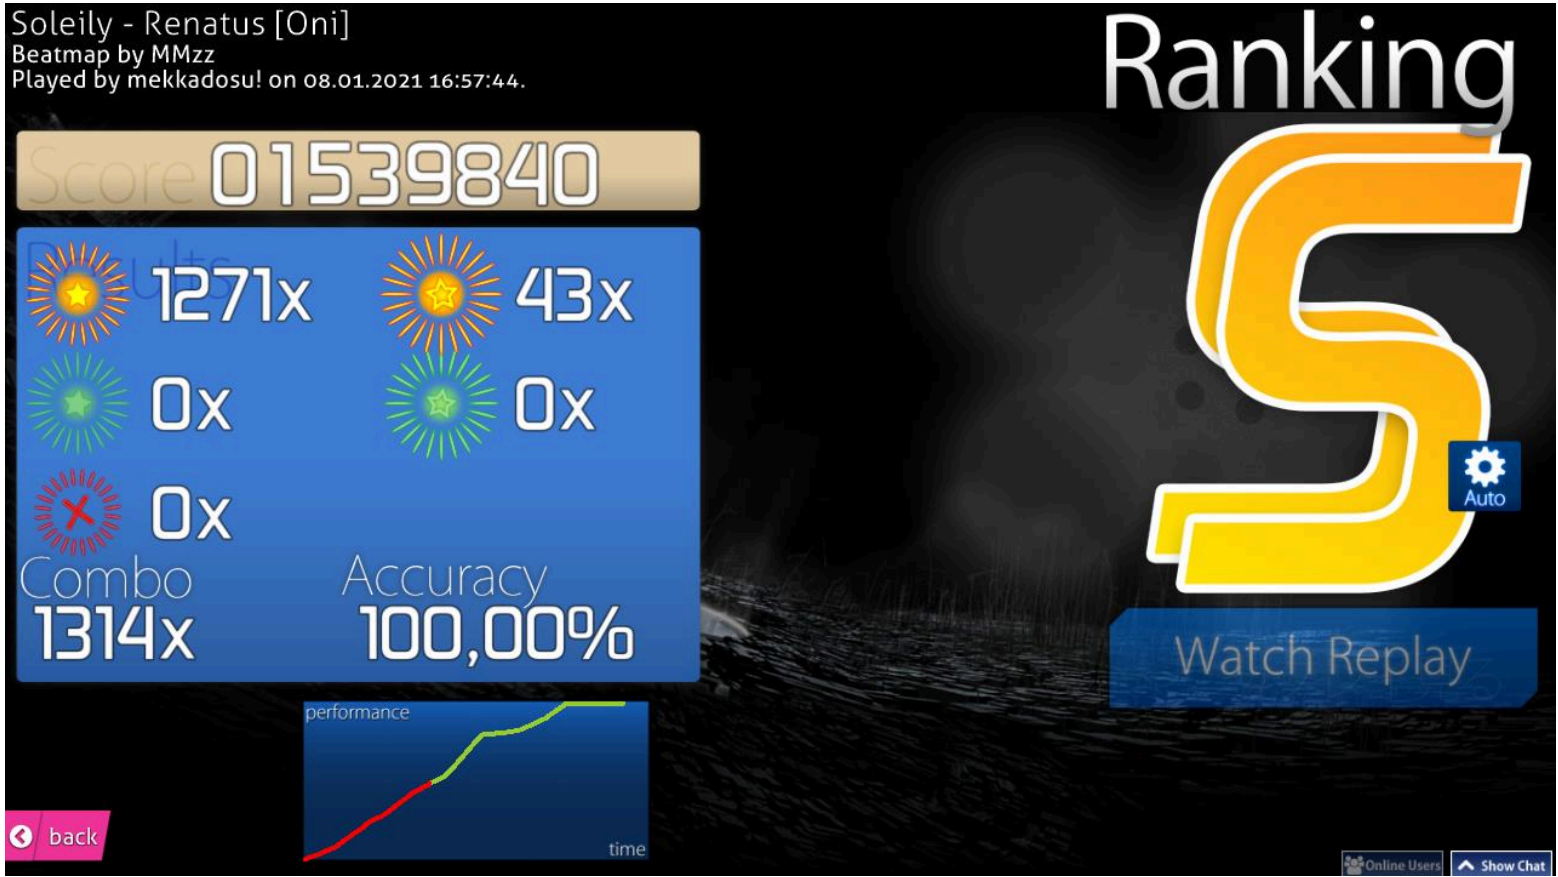 Soleily - Renatus [Oni]
Beatmap by MMzz
Played by mekkadosu! on 08.01.2021 16:57:44.
Ranking
Score 01539840
Results
1271x 43x
0x 0x
0x
Combo Accuracy
1314x 100,00%
S
Auto
Watch Replay
performance
time
back
Online Users Show Chat